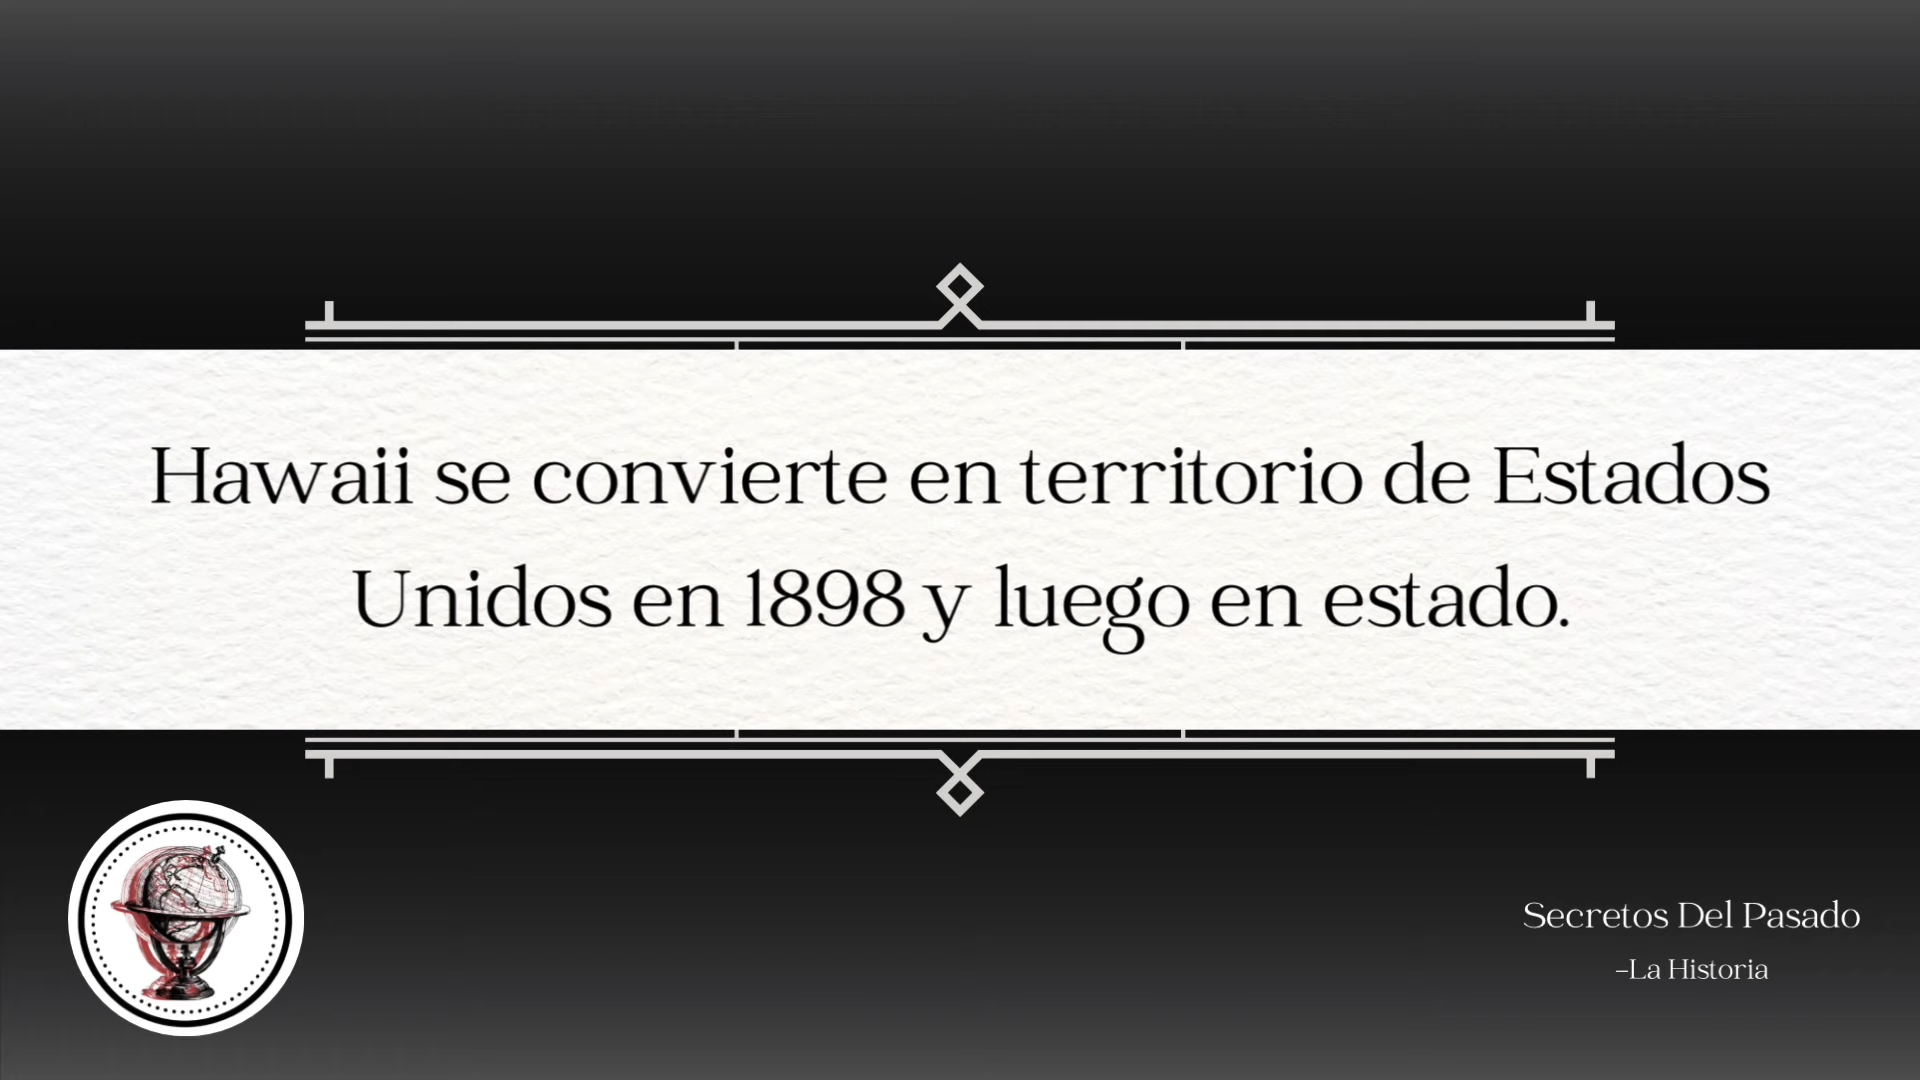 Hawaii se convierte en territorio de Estados
Unidos en 1898 y luego en estado.
Secretos Del Pasado
-La Historia